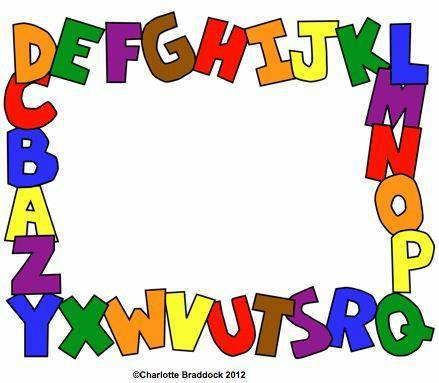 DEFGHIJKL
C M
B N
A O
Z P
YXWVUTSRQ
©Charlotte Braddock 2012